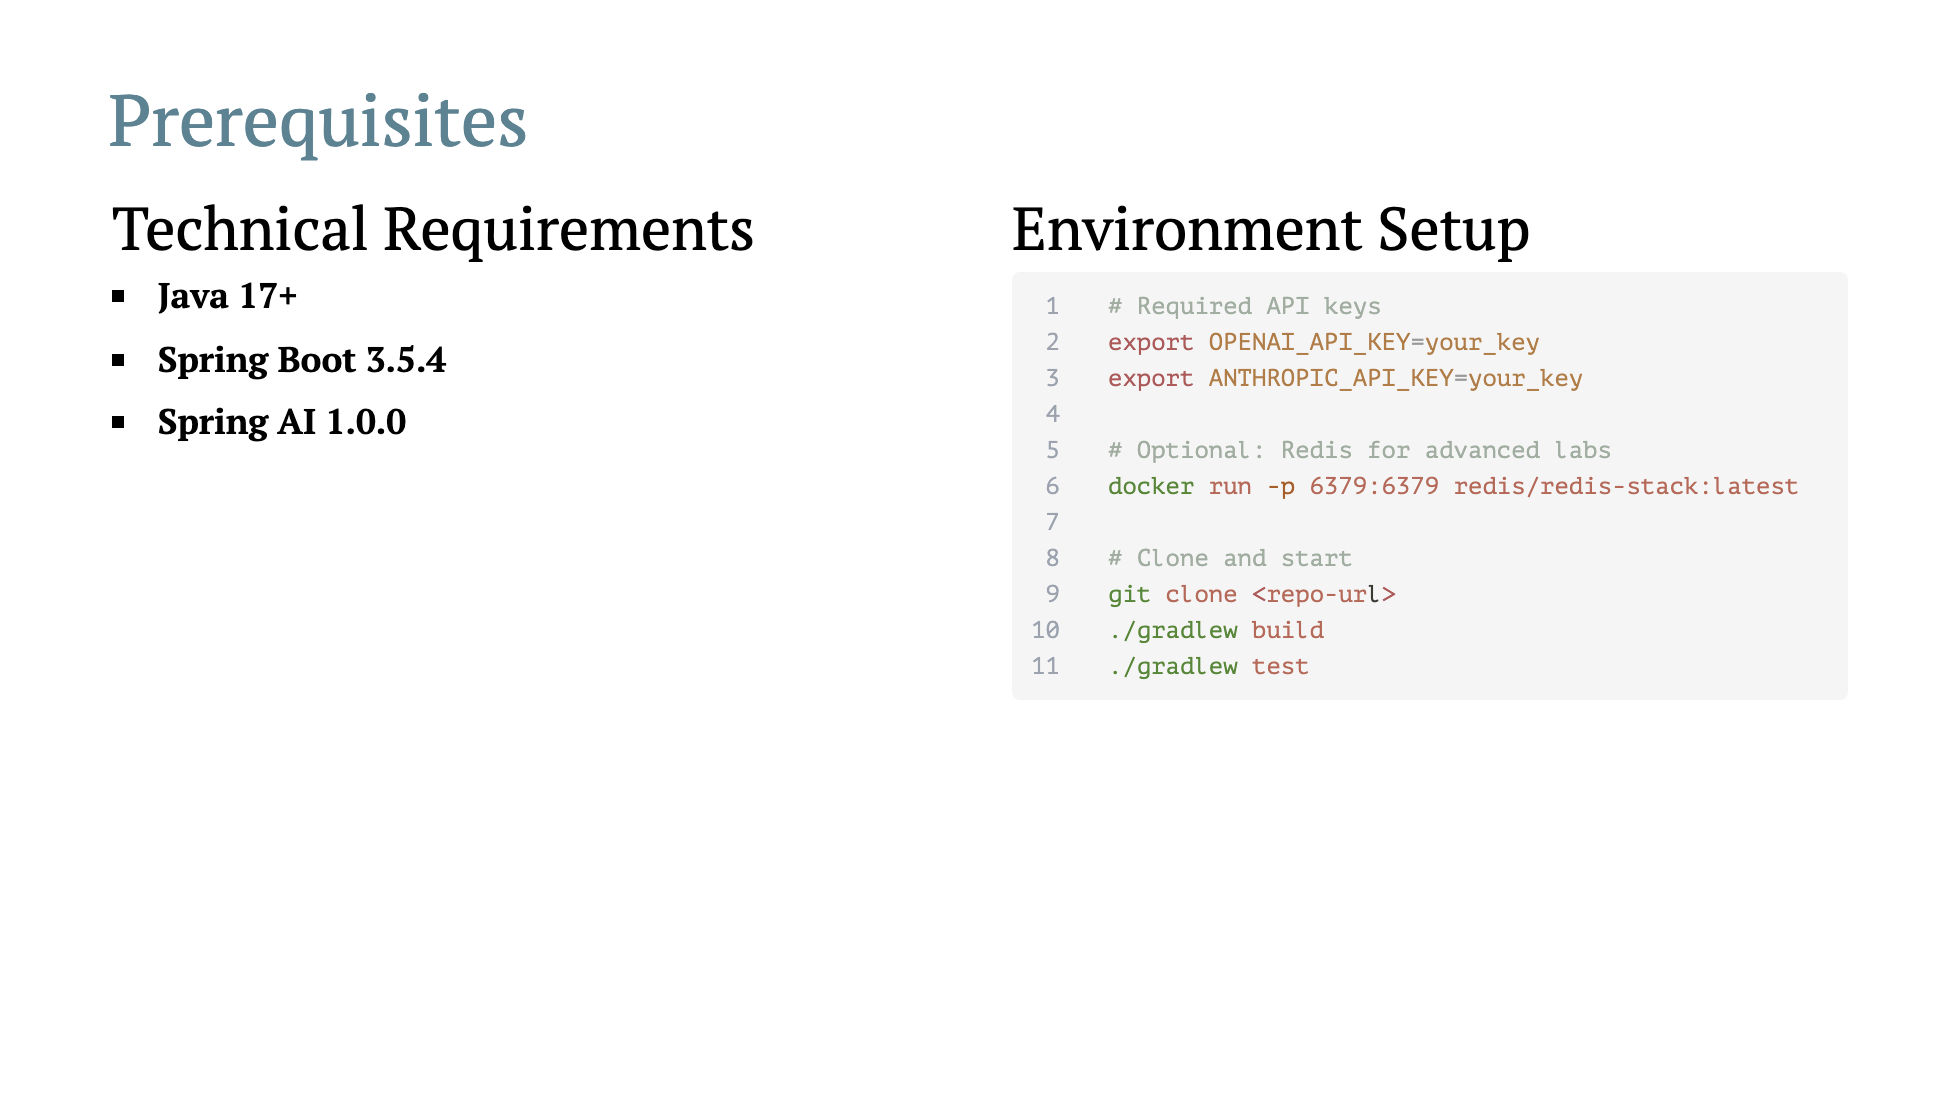 Prerequisites
Technical Requirements
▪ Java 17+
▪ Spring Boot 3.5.4
▪ Spring AI 1.0.0
Environment Setup
1 # Required API keys
2 export OPENAI_API_KEY=your_key
3 export ANTHROPIC_API_KEY=your_key
4
5 # Optional: Redis for advanced labs
6 docker run -p 6379:6379 redis/redis-stack:latest
7
8 # Clone and start
9 git clone <repo-url>
10 ./gradlew build
11 ./gradlew test